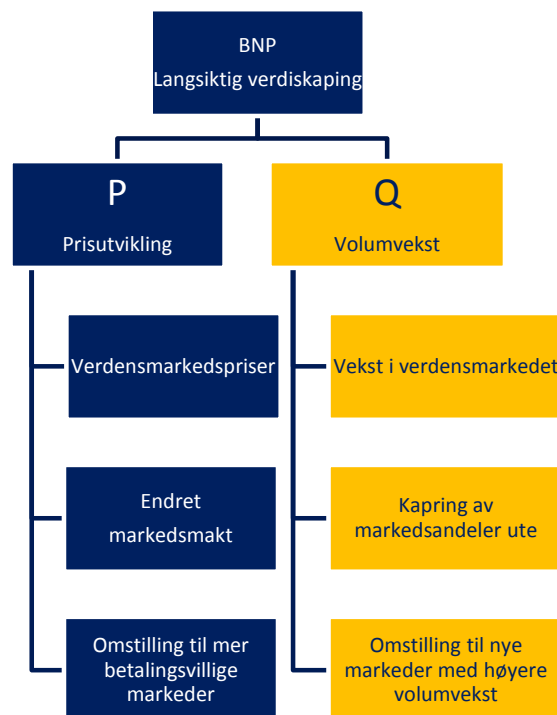 BNP
Langsiktig verdiskaping
P
Prisutvikling
Q
Volumvekst
Verdensmarkedspriser
Vekst i verdensmarkedet
Endret
markedsmakt
Kapring av
markedsandeler ute
Omstilling til mer
betalingsvillige
markeder
Omstilling til nye
markeder med høyere
volumvekst